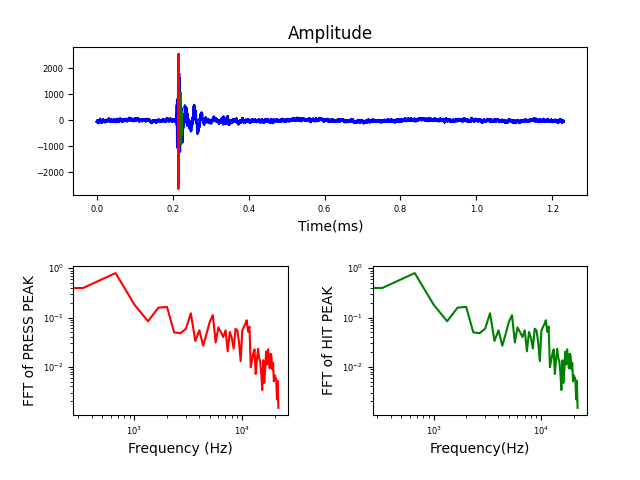 Amplitude
2000
1000
0
−1000
−2000
0.0 0.2 0.4 0.6 0.8 1.0 1.2
Time(ms)
FFT of PRESS PEAK
10⁰
10⁻¹
10⁻²
10³ 10⁴
Frequency (Hz)
FFT of HIT PEAK
10⁰
10⁻¹
10⁻²
10³ 10⁴
Frequency(Hz)